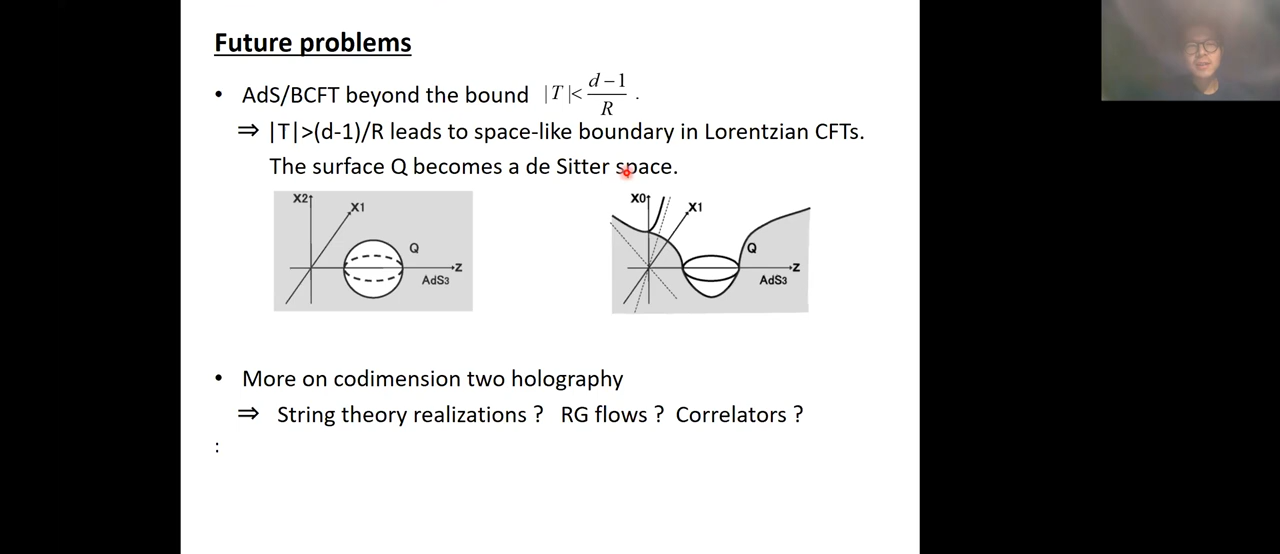 Future problems
• AdS/BCFT beyond the bound |T|< d−1/R .
⇒ |T|>(d-1)/R leads to space-like boundary in Lorentzian CFTs.
The surface Q becomes a de Sitter space.
X2
X1
Q
Z
AdS3
X0
X1
Q
Z
AdS3
• More on codimension two holography
⇒ String theory realizations ? RG flows ? Correlators ?
: